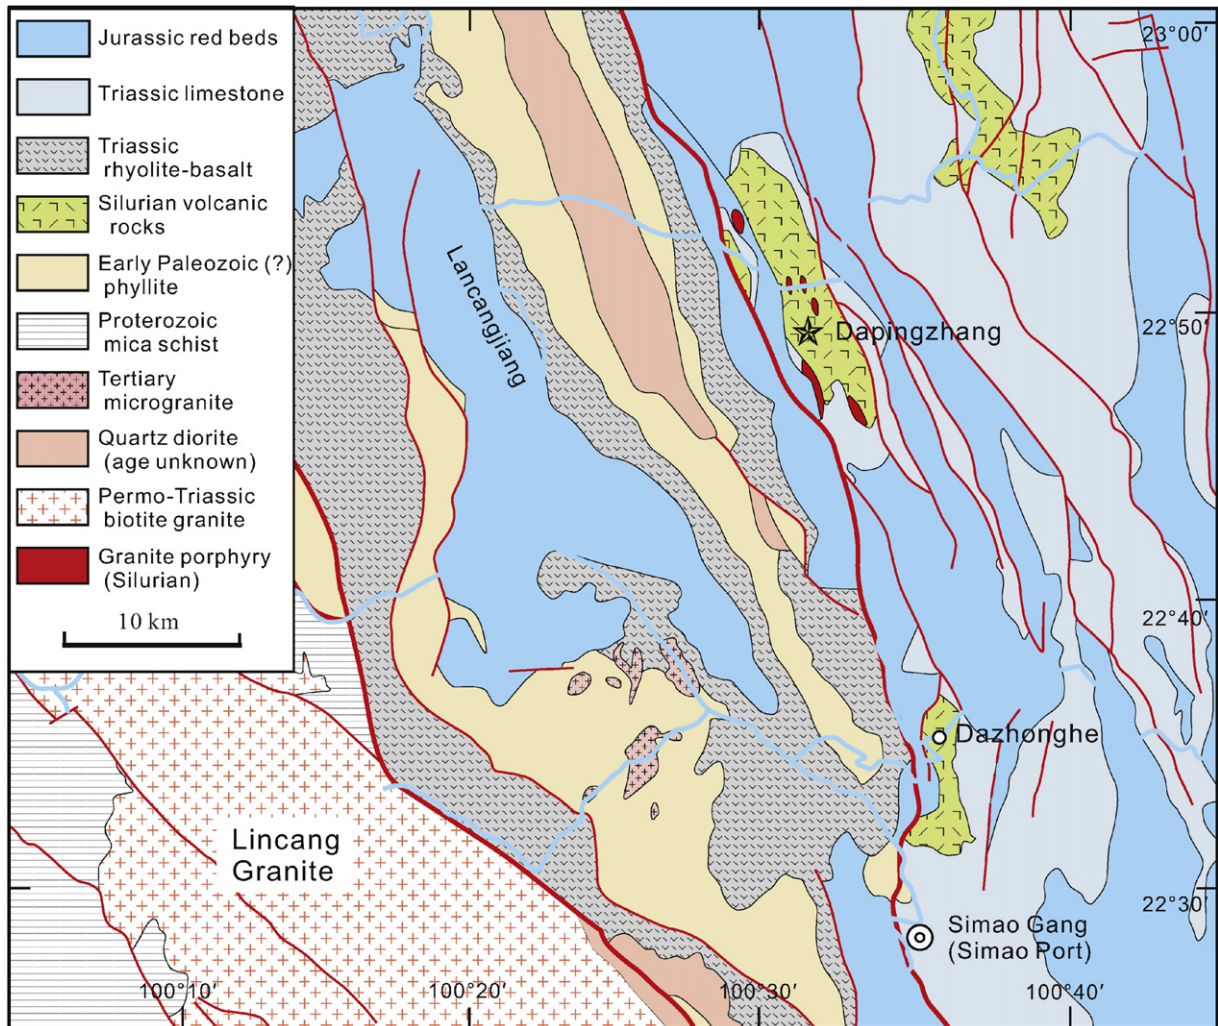 Jurassic red beds
Triassic limestone
Triassic
rhyolite-basalt
Silurian volcanic
rocks
Early Paleozoic (?)
phyllite
Proterozoic
mica schist
Tertiary
microgranite
Quartz diorite
(age unknown)
Permo-Triassic
biotite granite
Granite porphyry
(Silurian)
10 km
23°00′
Lancangjiang
22°50′
Dapingzhang
22°40′
Dazhonghe
Lincang
Granite
22°30′
Simao Gang
(Simao Port)
100°10′
100°20′
100°30′
100°40′